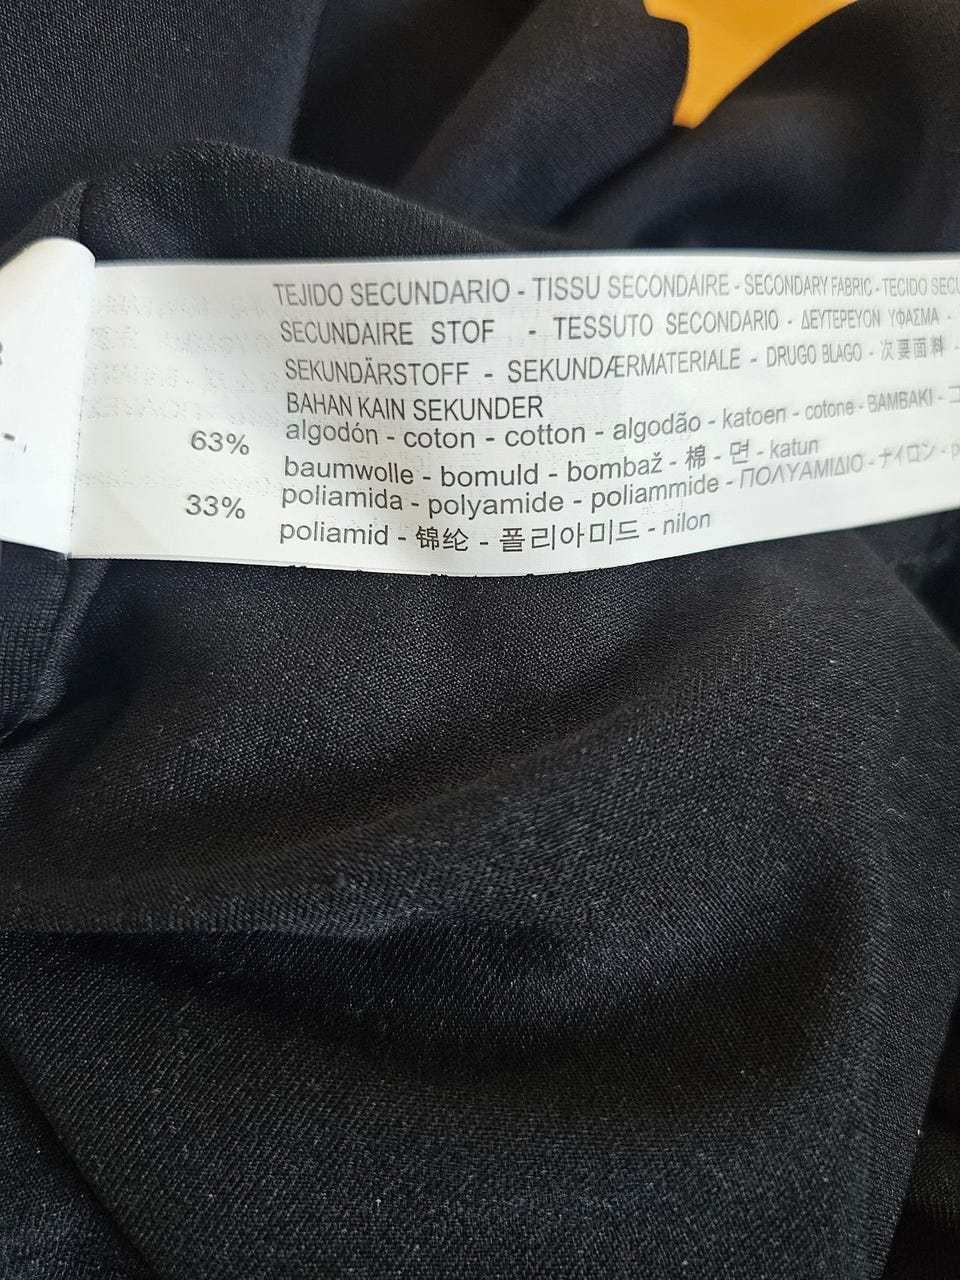 TEJIDO SECUNDARIO - TISSU SECONDAIRE - SECONDARY FABRIC - TECIDO SECU
SECUNDAIRE STOF - TESSUTO SECONDARIO - ΔΕΥΤΕΡΕΥΟΝ ΥΦΑΣΜΑ -
SEKUNDÄRSTOFF - SEKUNDÆRMATERIALE - DRUGO BLAGO - 次要面料 -
BAHAN KAIN SEKUNDER
63% algodón - coton - cotton - algodão - katoen - cotone - BAMBAKI -
baumwolle - bomuld - bombaž - 棉 - 면 - katun
33% poliamida - polyamide - poliammide - ΠΟΛΥΑΜΙΔΙΟ - ナイロン - p
poliamid - 锦纶 - 폴리아미드 - nilon